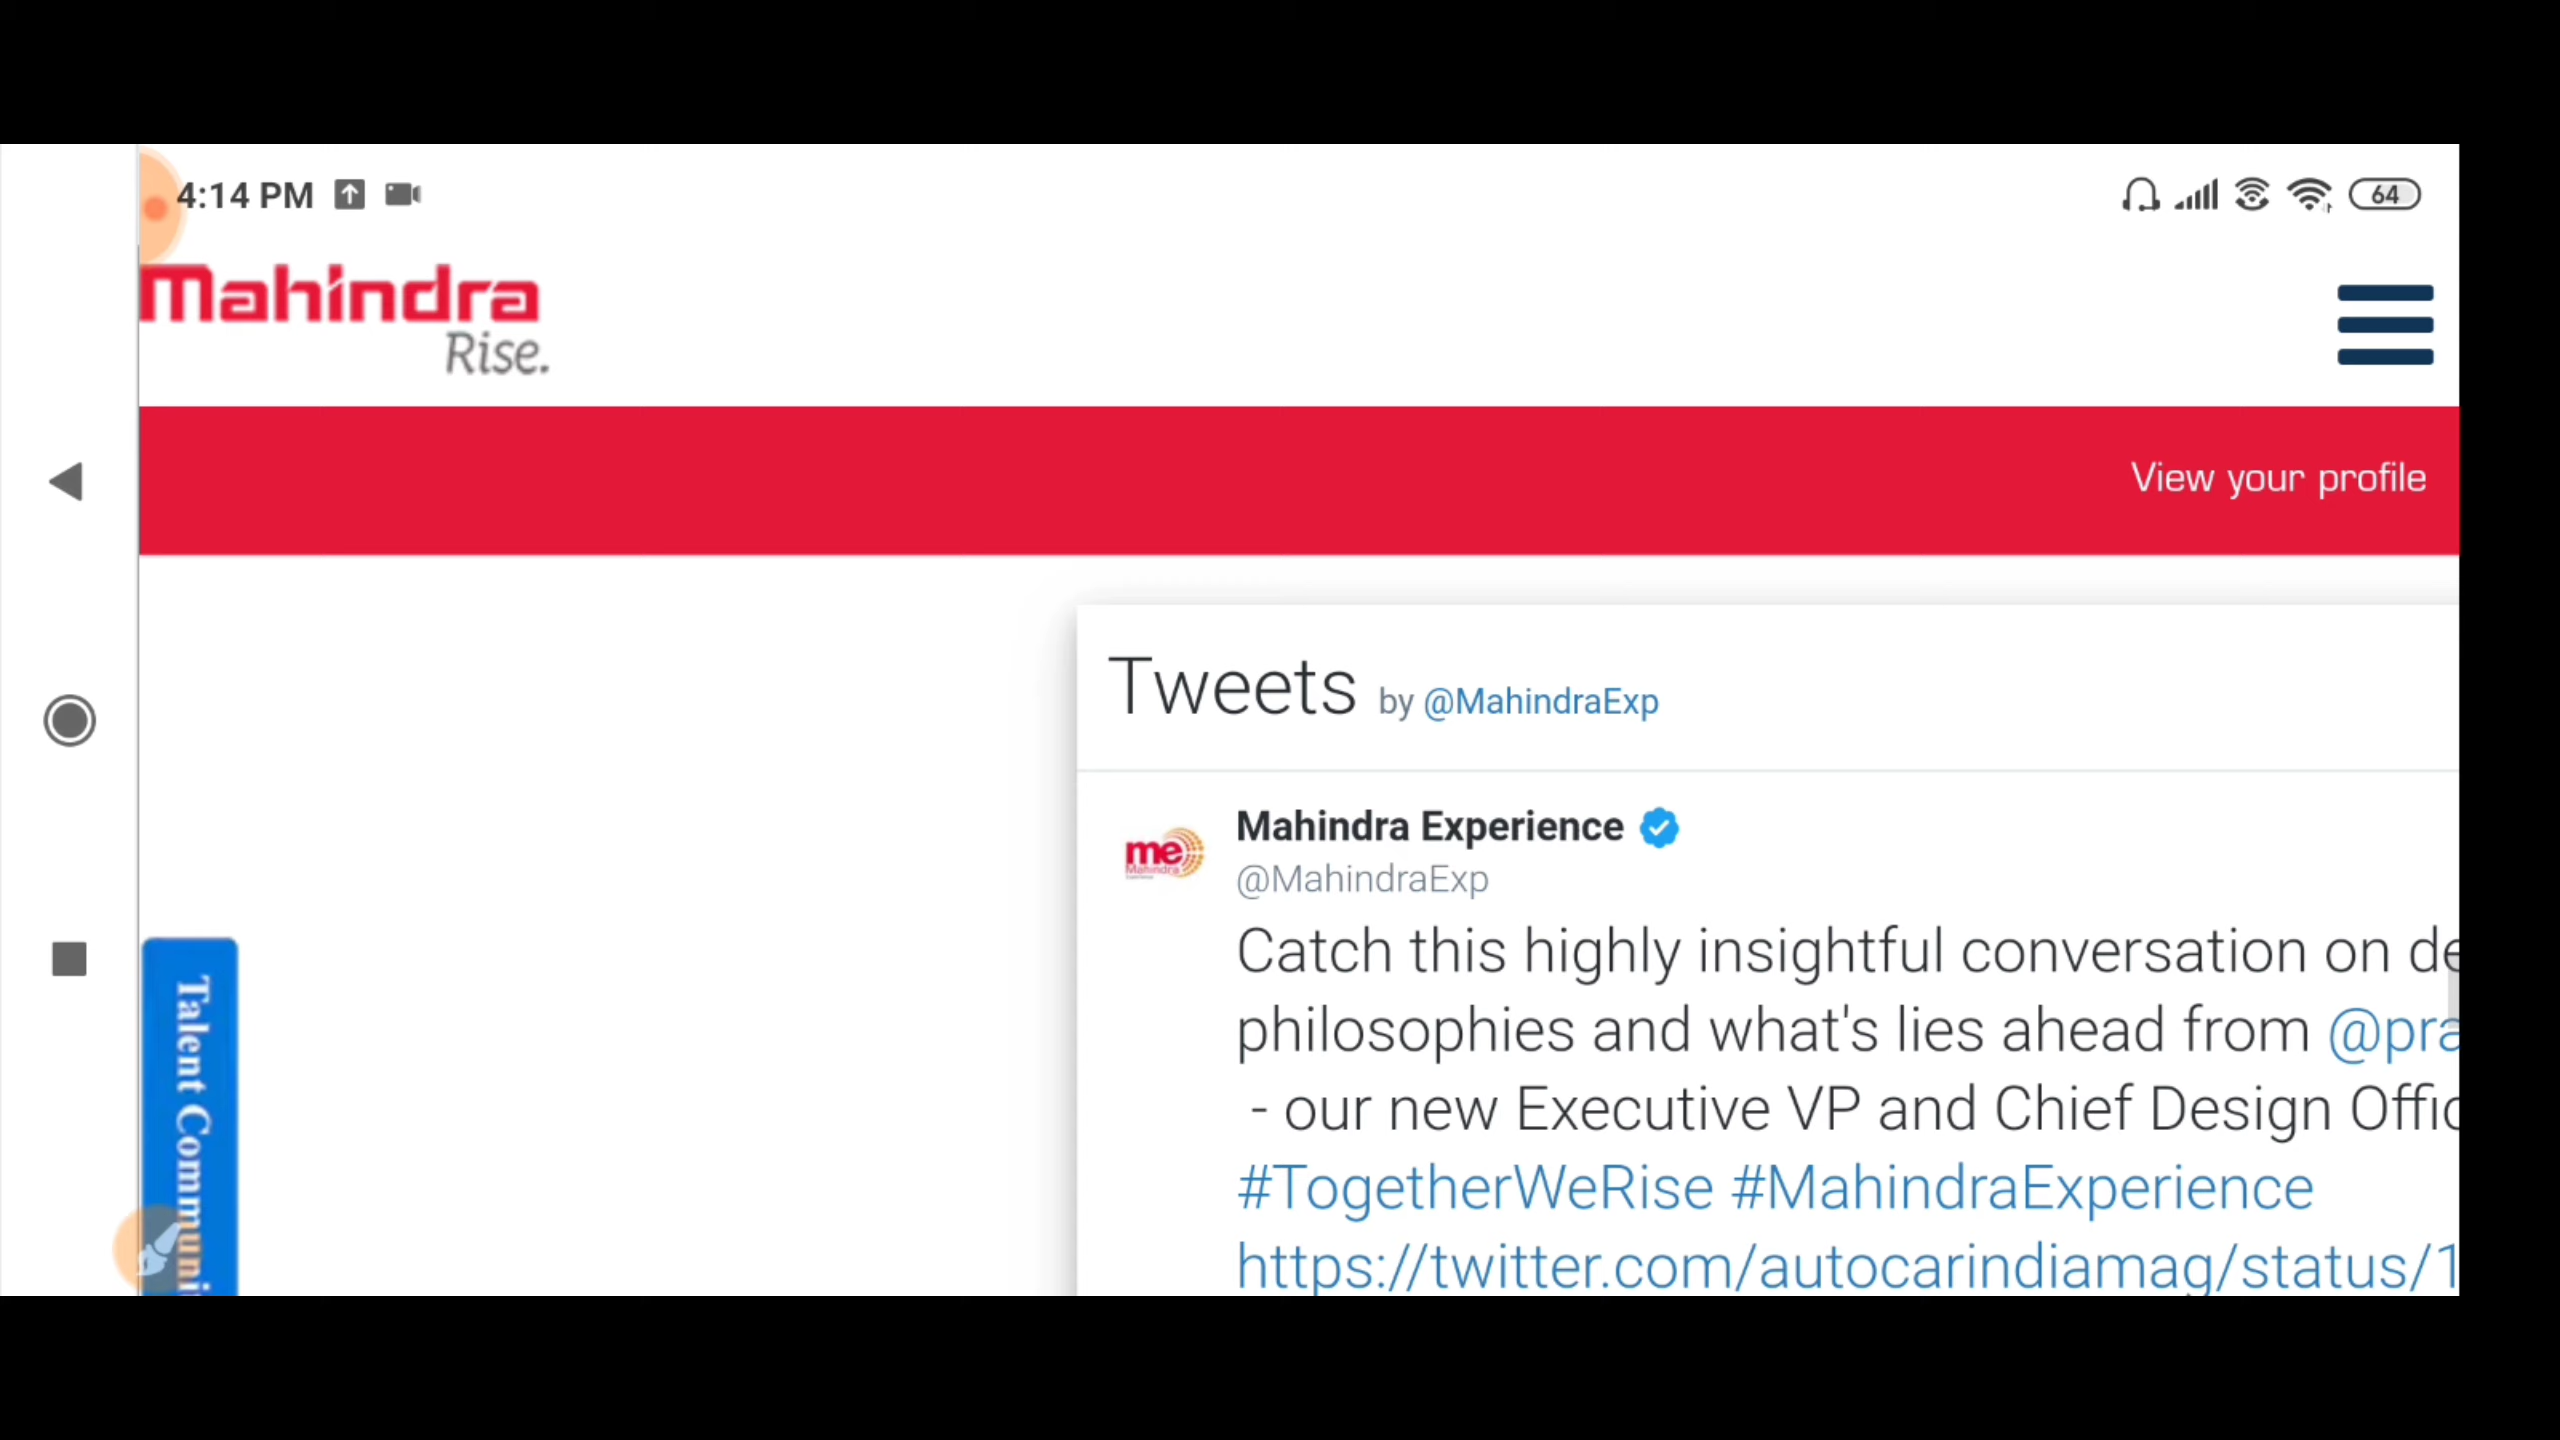 4:14 PM
64
Mahindra
Rise.
View your profile
Tweets by @MahindraExp
me
Mahindra
Mahindra Experience
@MahindraExp
Catch this highly insightful conversation on de
philosophies and what's lies ahead from @pra
- our new Executive VP and Chief Design Offic
#TogetherWeRise #MahindraExperience
https://twitter.com/autocarindiamag/status/1
Talent Communi